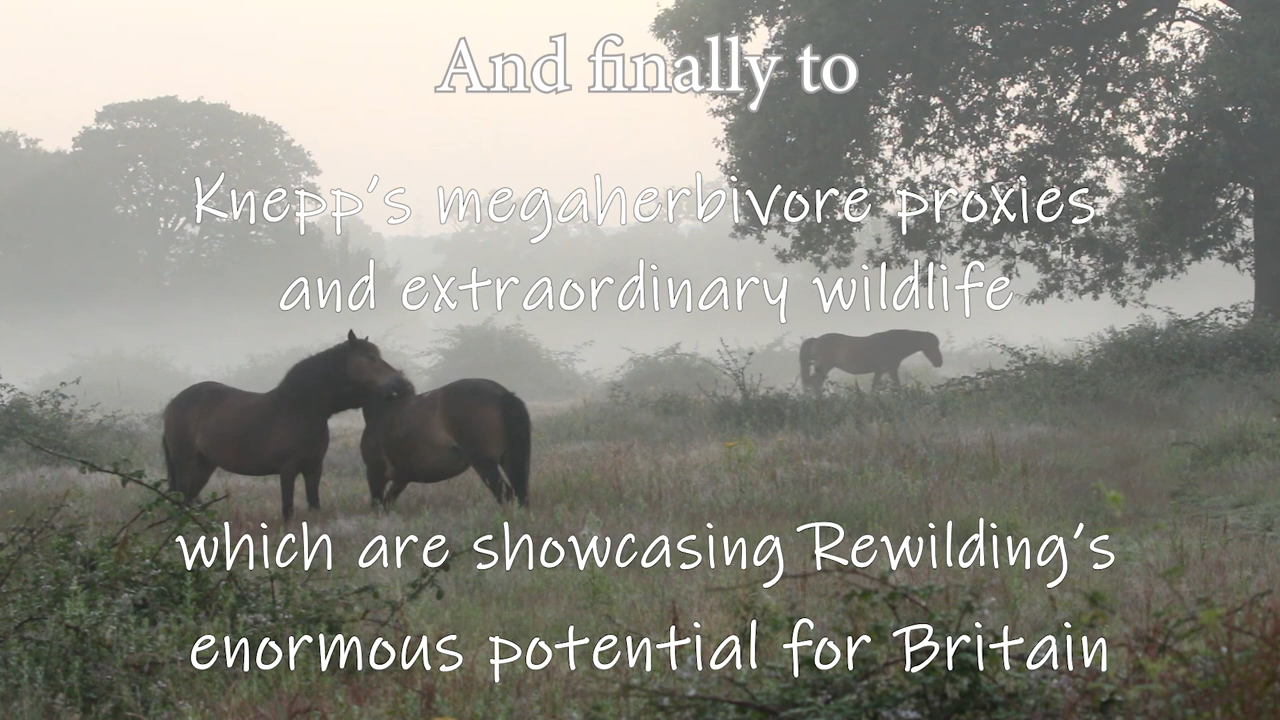 And finally to
Knepp's megaherbivore proxies
and extraordinary wildlife
which are showcasing Rewilding's
enormous potential for Britain